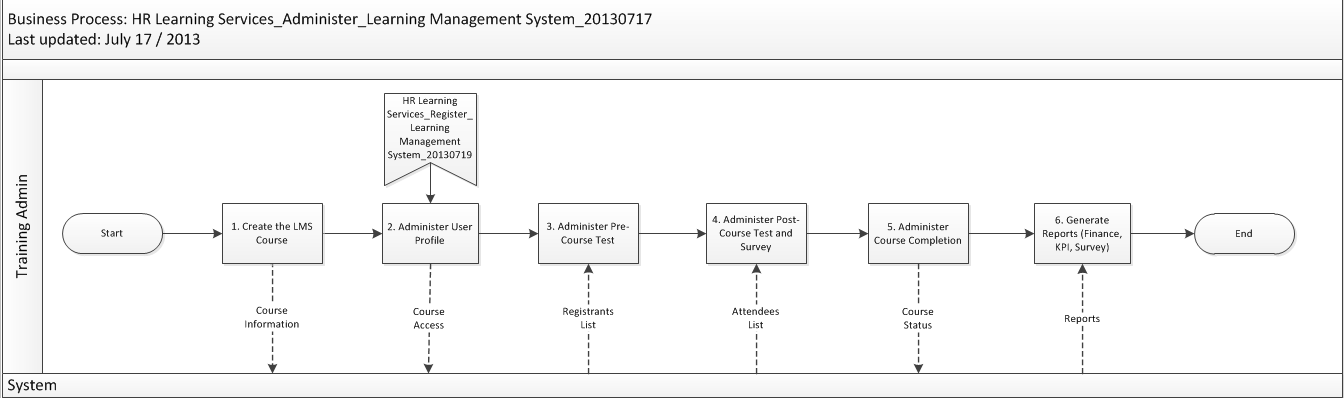 Business Process: HR Learning Services_Administer_Learning Management System_20130717
Last updated: July 17 / 2013
Training Admin
HR Learning
Services_Register_
Learning
Management
System_20130719
Start
1. Create the LMS
Course
2. Administer User
Profile
3. Administer Pre-
Course Test
4. Administer Post-
Course Test and
Survey
5. Administer
Course Completion
6. Generate
Reports (Finance,
KPI, Survey)
End
Course
Information
Course
Access
Registrants
List
Attendees
List
Course
Status
Reports
System